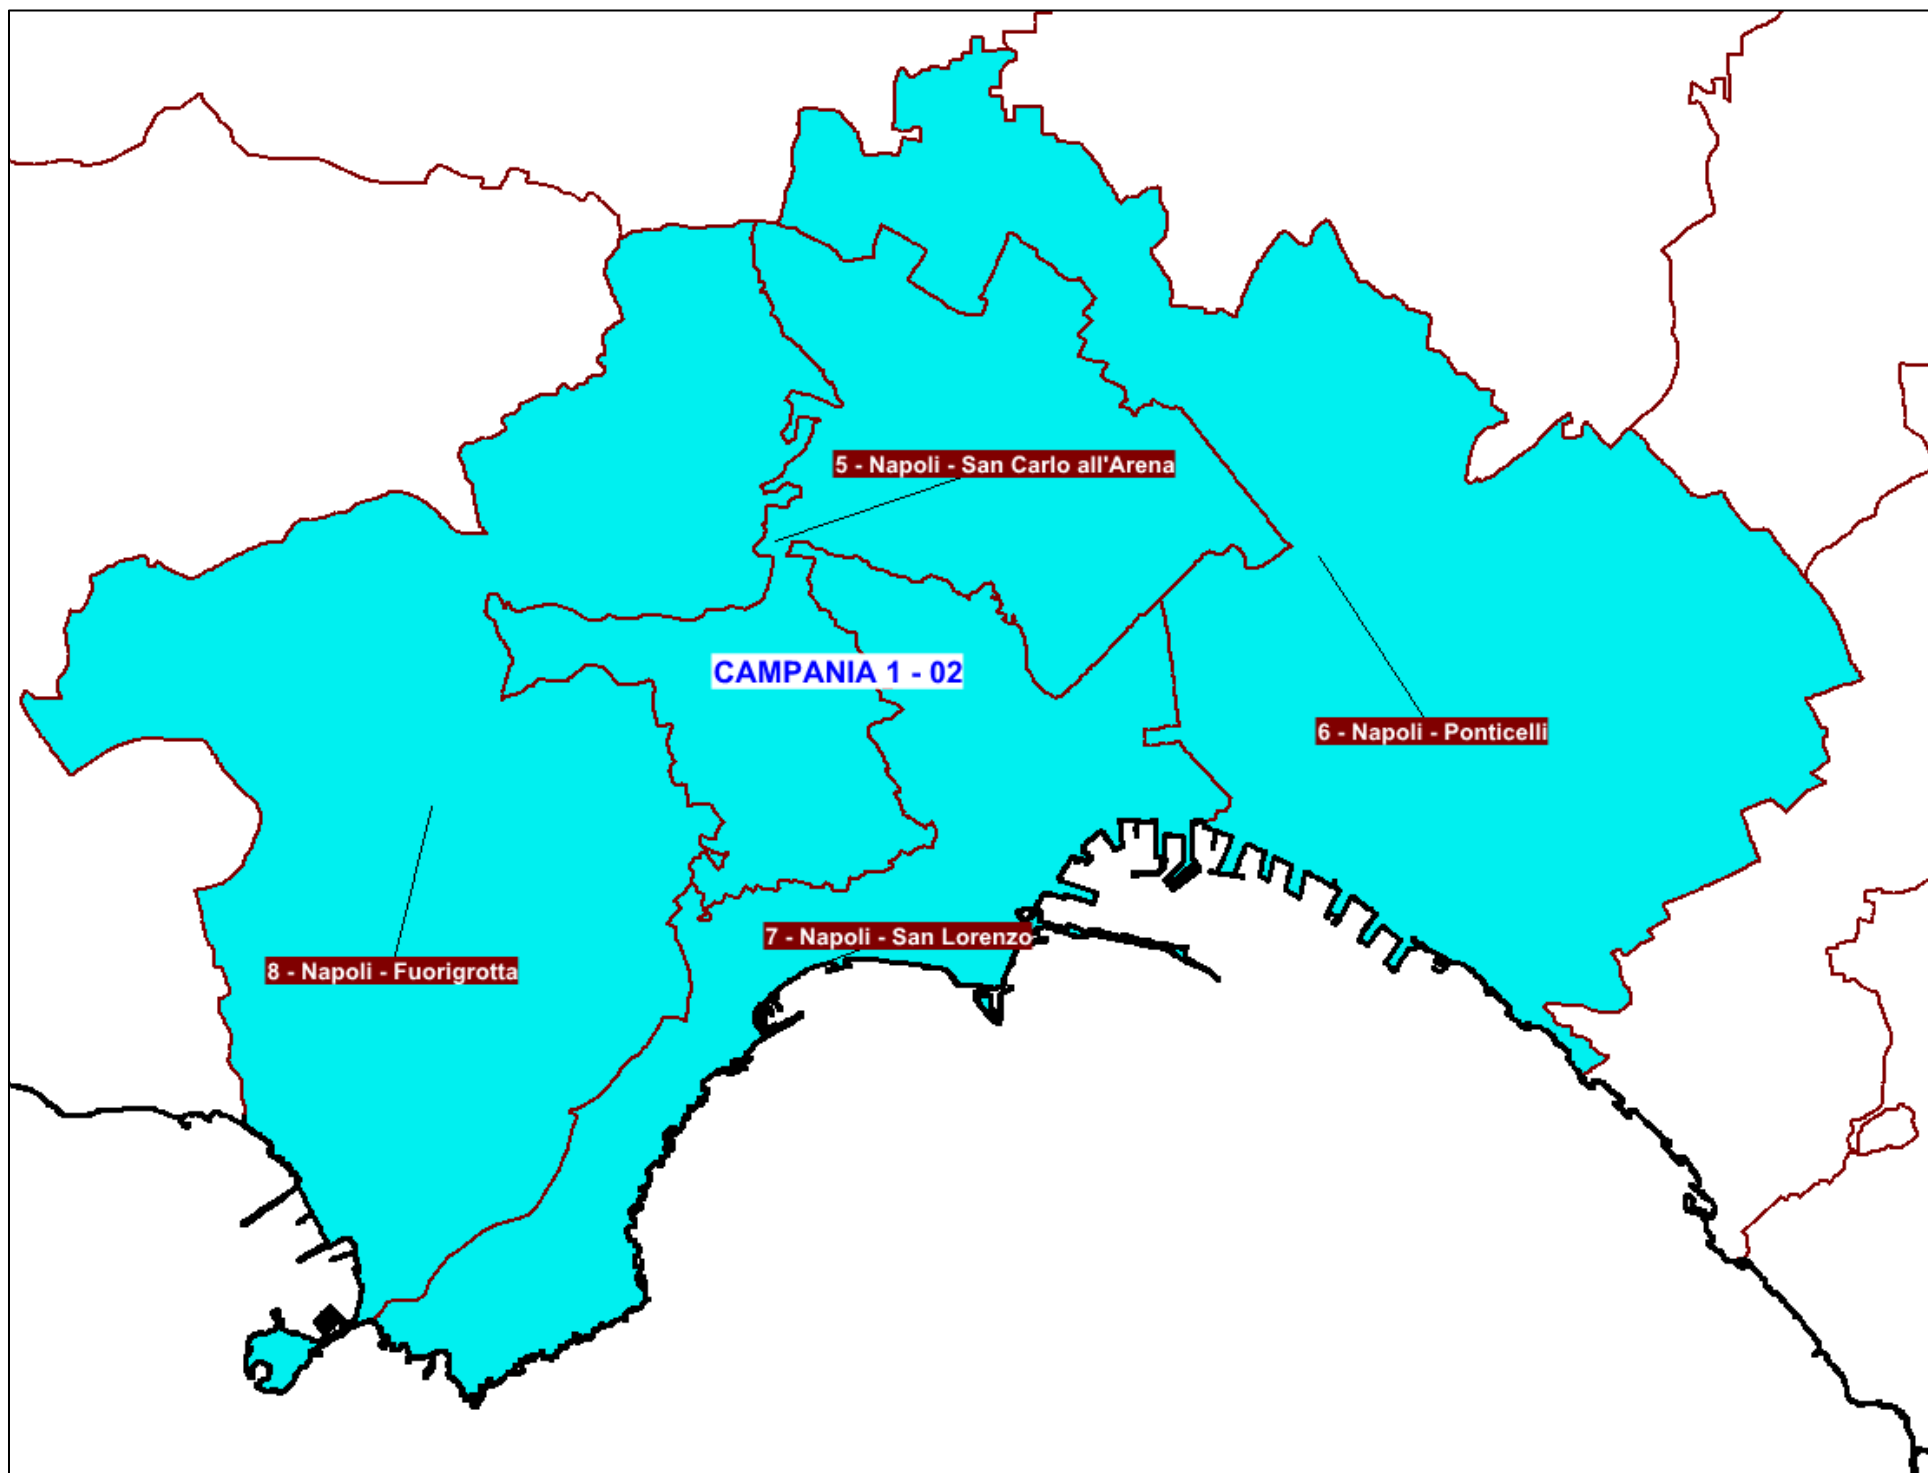 5 - Napoli - San Carlo all'Arena
CAMPANIA 1 - 02
6 - Napoli - Ponticelli
7 - Napoli - San Lorenzo
8 - Napoli - Fuorigrotta